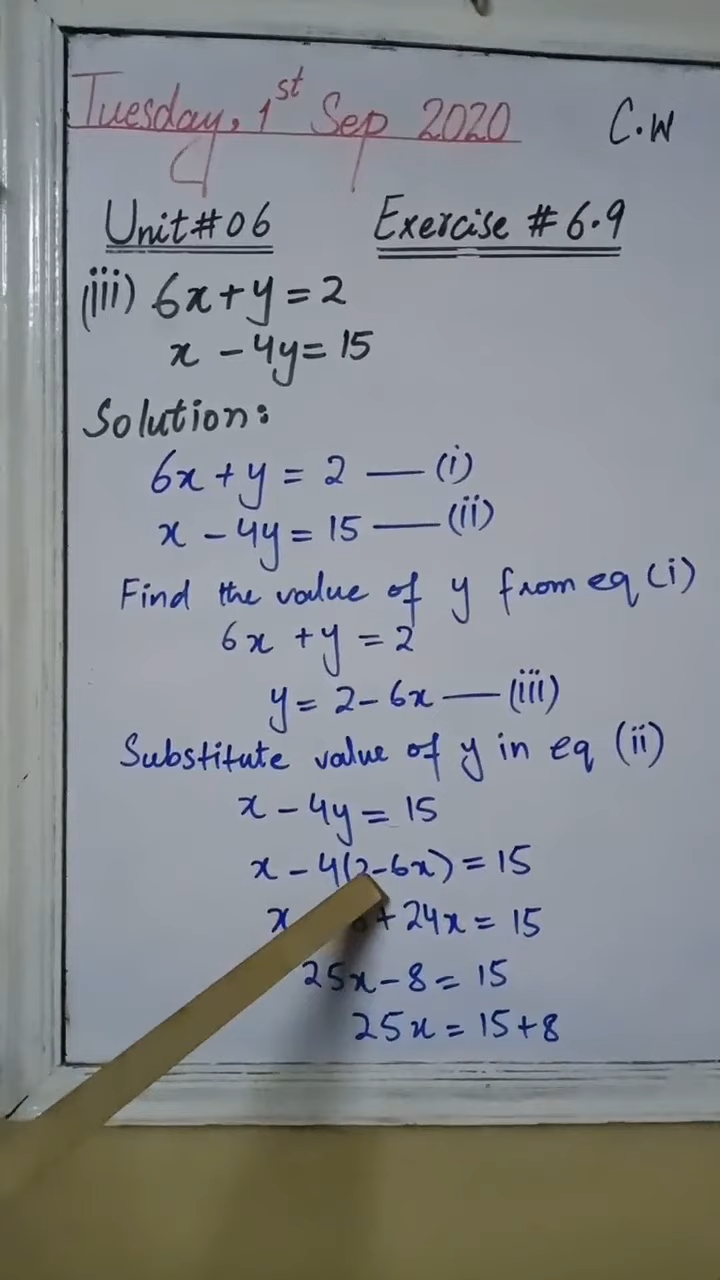 Tuesday, 1st Sep 2020 C.W
Unit#06 Exercise #6.9
(iii) 6x+y=2
x-4y=15
Solution:
6x+y=2—(i)
x-4y=15—(ii)
Find the value of y from eq(i)
6x+y=2
y=2-6x—(iii)
Substitute value of y in eq (ii)
x-4y=15
x-4(2-6x)=15
x 8+24x=15
25x-8=15
25x=15+8